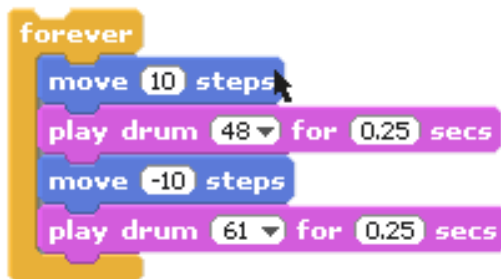 forever
move 10 steps
play drum 48 for 0.25 secs
move -10 steps
play drum 61 for 0.25 secs